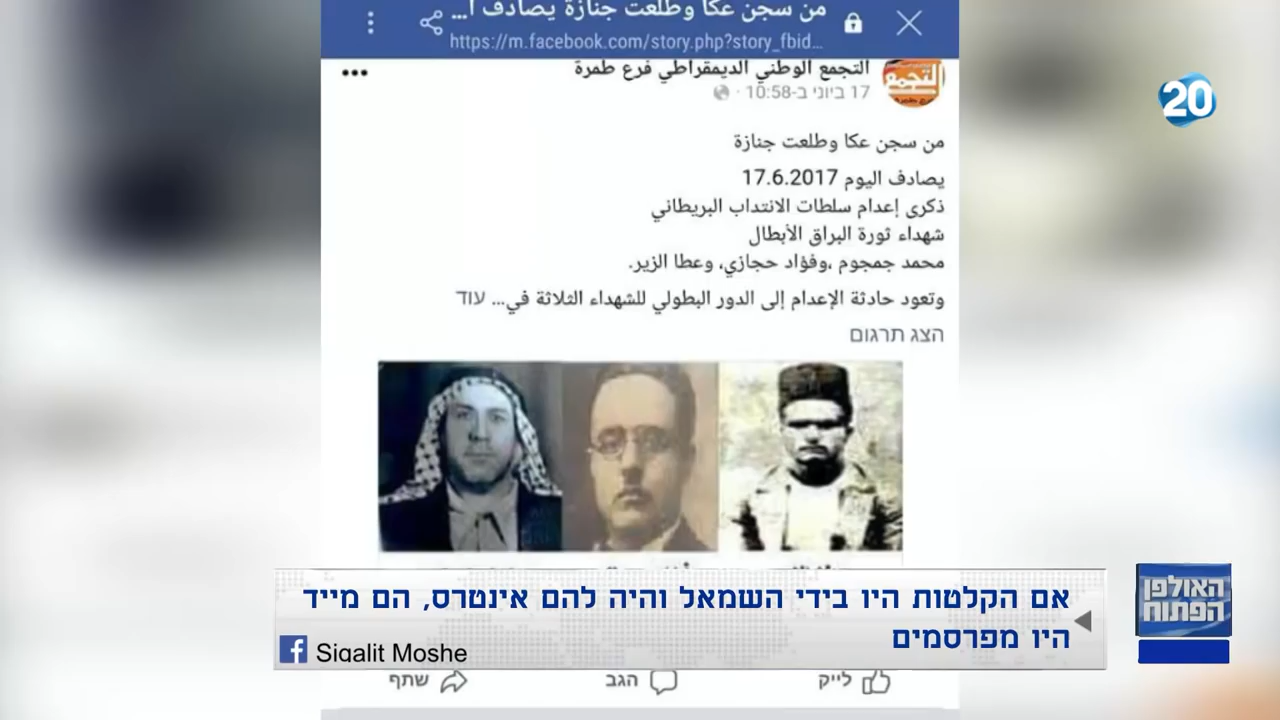 من سجن عكا وطلعت جنازة يصادف ا...
https://m.facebook.com/story.php?story_fbid...
التجمع الوطني الديمقراطي فرع طمرة
17 ביוני ב-10:58
التجمع
من سجن عكا وطلعت جنازة
يصادف اليوم 17.6.2017
ذكرى إعدام سلطات الانتداب البريطاني
شهداء ثورة البراق الأبطال
محمد جمجوم ،وفؤاد حجازي، وعطا الزير.
وتعود حادثة الإعدام إلى الدور البطولي للشهداء الثلاثة في... עוד
הצג תרגום
20
אם הקלטות היו בידי השמאל והיה להם אינטרס, הם מייד
היו מפרסמים
Sigalit Moshe
האולפן
הפתוח
לייק
הגב
שתף